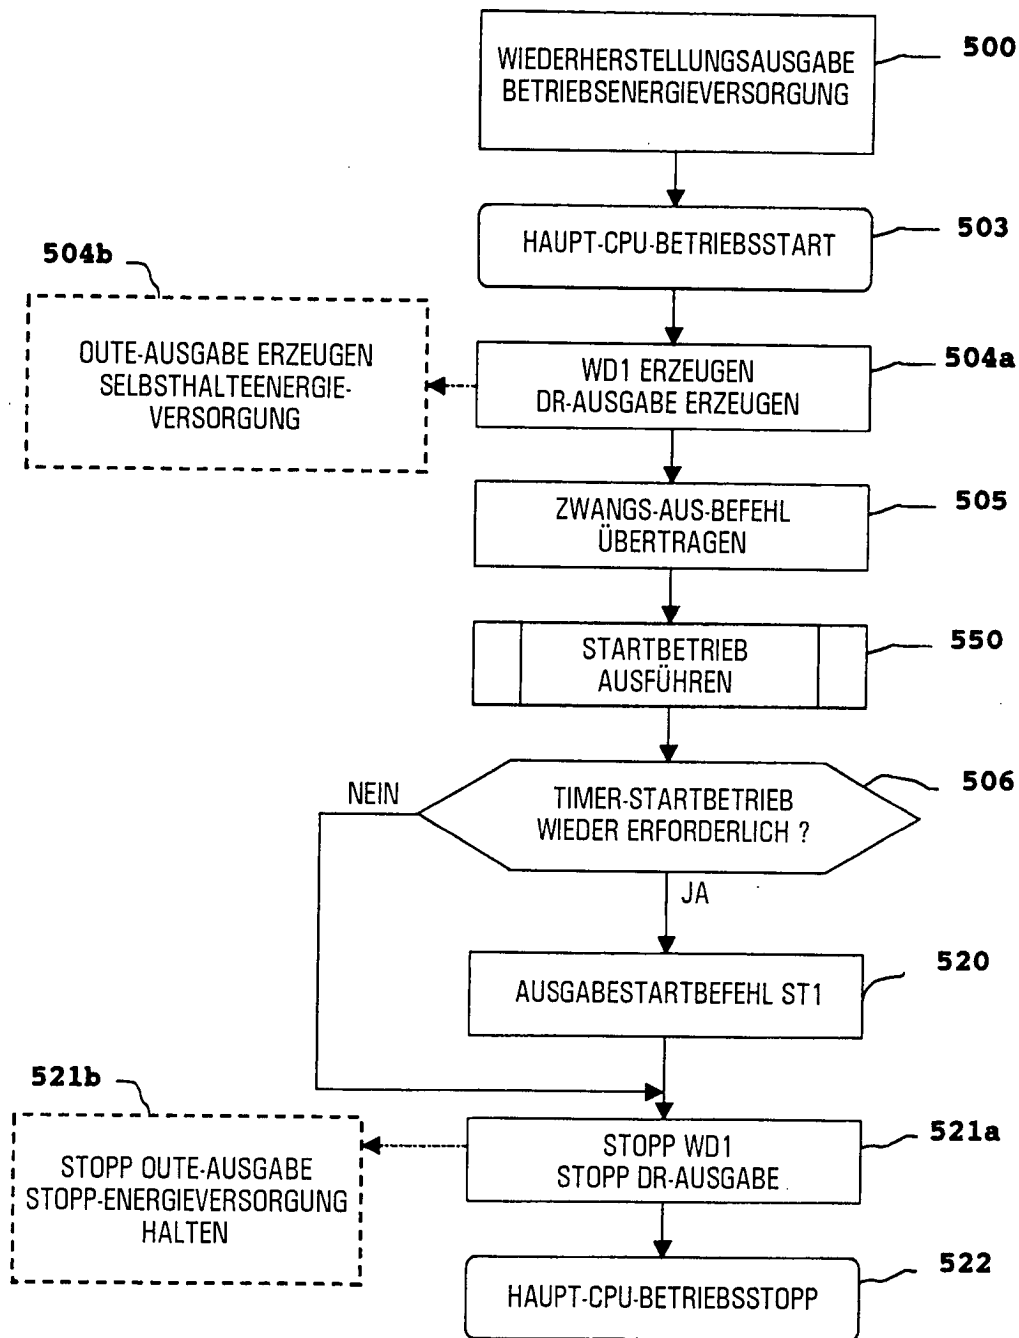 WIEDERHERSTELLUNGSAUSGABE
BETRIEBSENERGIEVERSORGUNG
500
HAUPT-CPU-BETRIEBSSTART
503
504b
OUTE-AUSGABE ERZEUGEN
SELBSTHALTEENERGIE-
VERSORGUNG
WD1 ERZEUGEN
DR-AUSGABE ERZEUGEN
504a
ZWANGS-AUS-BEFEHL
ÜBERTRAGEN
505
STARTBETRIEB
AUSFÜHREN
550
NEIN
TIMER-STARTBETRIEB
WIEDER ERFORDERLICH ?
506
JA
AUSGABESTARTBEFEHL ST1
520
521b
STOPP OUTE-AUSGABE
STOPP-ENERGIEVERSORGUNG
HALTEN
STOPP WD1
STOPP DR-AUSGABE
521a
HAUPT-CPU-BETRIEBSSTOPP
522